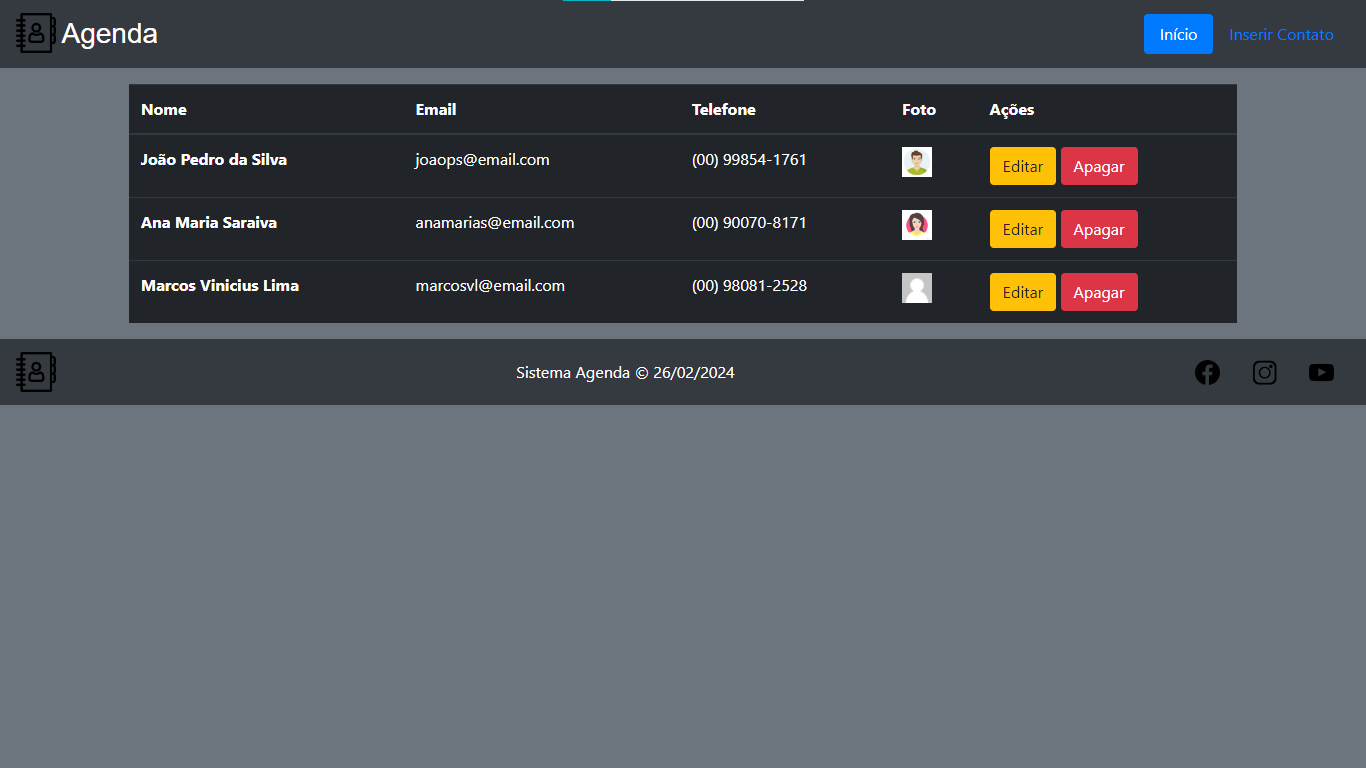 Agenda
Início Inserir Contato
Nome Email Telefone Foto Ações
João Pedro da Silva joaops@email.com (00) 99854-1761 Editar Apagar
Ana Maria Saraiva anamarias@email.com (00) 90070-8171 Editar Apagar
Marcos Vinicius Lima marcosvl@email.com (00) 98081-2528 Editar Apagar
Sistema Agenda © 26/02/2024